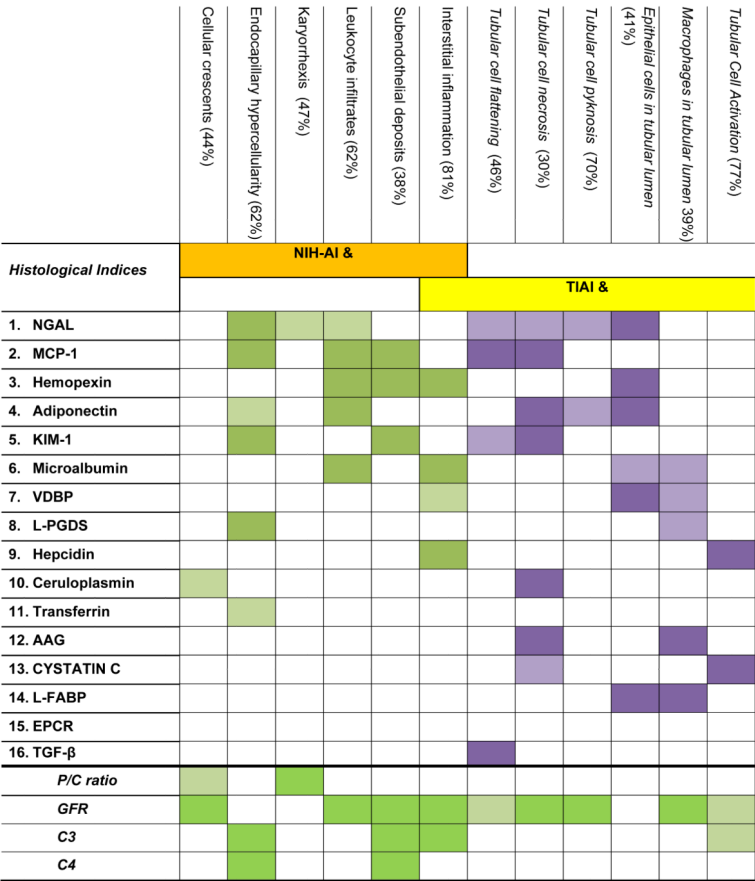 Cellular crescents (44%)
Endocapillary hypercellularity (62%)
Karyorrhexis (47%)
Leukocyte infiltrates (62%)
Subendothelial deposits (38%)
Interstitial inflammation (81%)
Tubular cell flattening (46%)
Tubular cell necrosis (30%)
Tubular cell pyknosis (70%)
Epithelial cells in tubular lumen
(41%)
Macrophages in tubular lumen 39%)
Tubular Cell Activation (77%)
Histological Indices
NIH-AI &
TIAI &
1. NGAL
2. MCP-1
3. Hemopexin
4. Adiponectin
5. KIM-1
6. Microalbumin
7. VDBP
8. L-PGDS
9. Hepcidin
10. Ceruloplasmin
11. Transferrin
12. AAG
13. CYSTATIN C
14. L-FABP
15. EPCR
16. TGF-β
P/C ratio
GFR
C3
C4